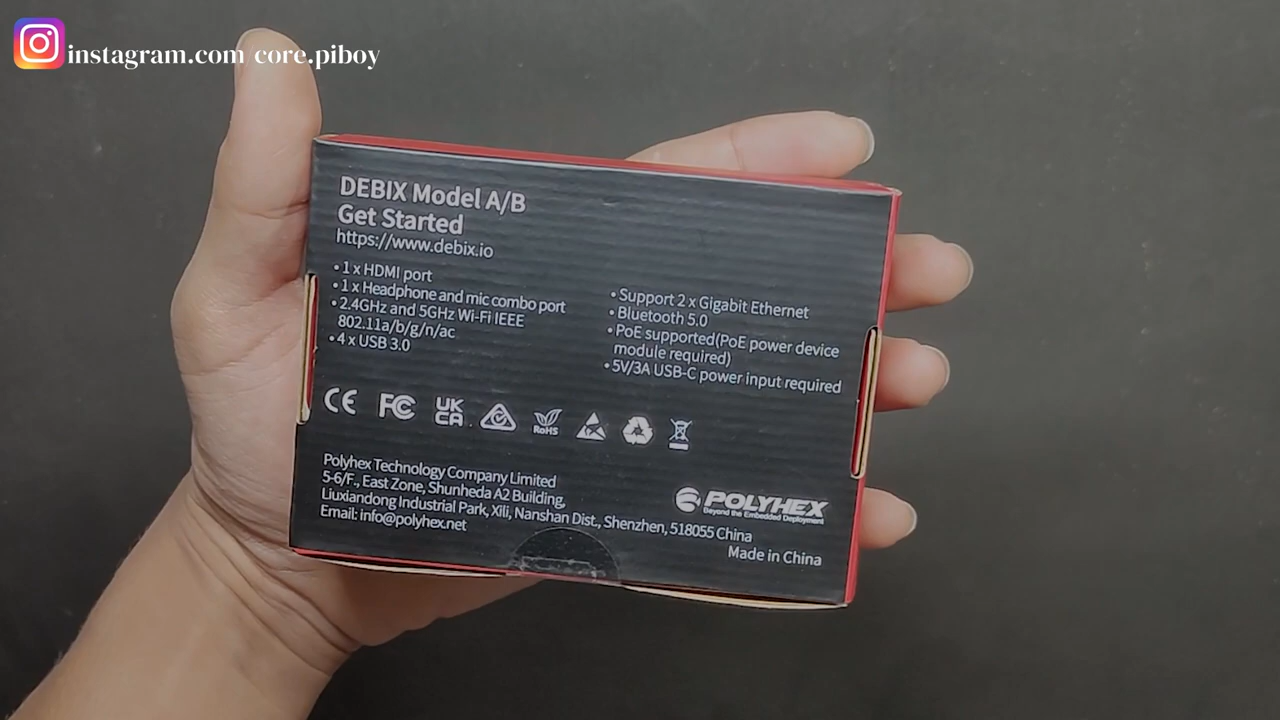 instagram.com core.piboy
DEBIX Model A/B
Get Started
https://www.debix.io
• 1 x HDMI port
• 1 x Headphone and mic combo port
• 2.4GHz and 5GHz Wi-Fi IEEE
802.11a/b/g/n/ac
• 4 x USB 3.0
• Support 2 x Gigabit Ethernet
• Bluetooth 5.0
• PoE supported(PoE power device
module required)
• 5V/3A USB-C power input required
CE FC UK CA RoHS
Polyhex Technology Company Limited
5-6/F., East Zone, Shunheda A2 Building,
Liuxiandong Industrial Park, Xili, Nanshan Dist., Shenzhen, 518055 China
Email: info@polyhex.net
POLYHEX
Beyond the Embedded Deployment
Made in China